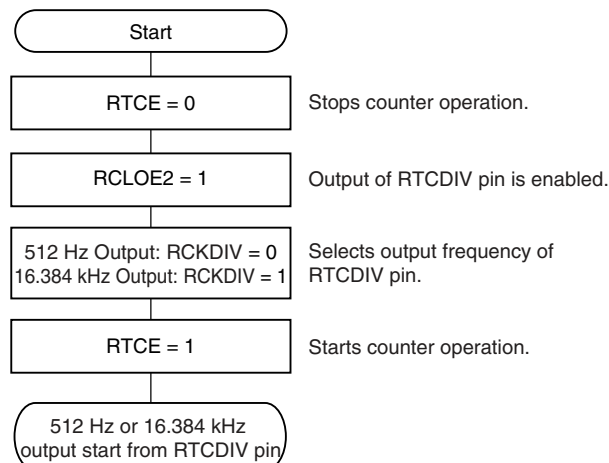 Start
RTCE = 0
Stops counter operation.
RCLOE2 = 1
Output of RTCDIV pin is enabled.
512 Hz Output: RCKDIV = 0
16.384 kHz Output: RCKDIV = 1
Selects output frequency of
RTCDIV pin.
RTCE = 1
Starts counter operation.
512 Hz or 16.384 kHz
output start from RTCDIV pin